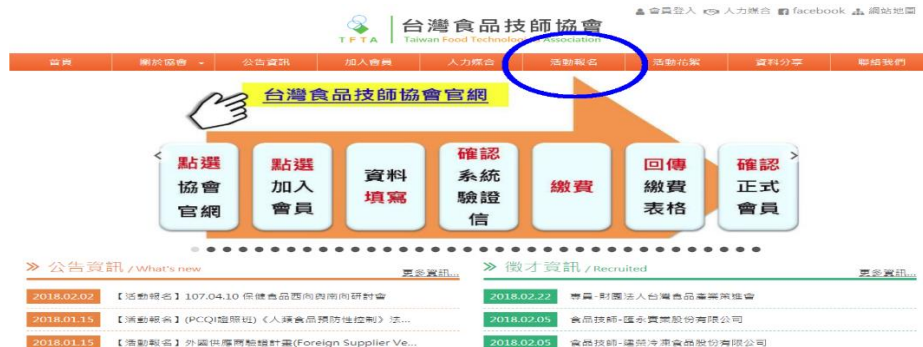 會員登入 人力媒合 facebook 網站地圖
台灣食品技師協會
TFTA Taiwan Food Technologist Association
首頁 關於協會 公告資訊 加入會員 人力媒合 活動報名 活動花絮 資料分享 聯絡我們
台灣食品技師協會官網
點選協會官網
點選加入會員
資料填寫
確認系統驗證信
繳費
回傳繳費表格
確認正式會員
公告資訊 / What's new 更多資訊...
2018.02.02 【活動報名】107.04.10 保健食品西向與南向研討會
2018.01.15 【活動報名】(PCQI證照班)《人類食品預防性控制》法...
2018.01.15 【活動報名】外國供應商驗證計畫(Foreign Supplier Ve...
徵才資訊 / Recruited 更多資訊...
2018.02.22 專員-財團法人台灣食品產業策進會
2018.02.05 食品技師-匯永實業股份有限公司
2018.02.05 食品技師-建榮冷凍食品股份有限公司